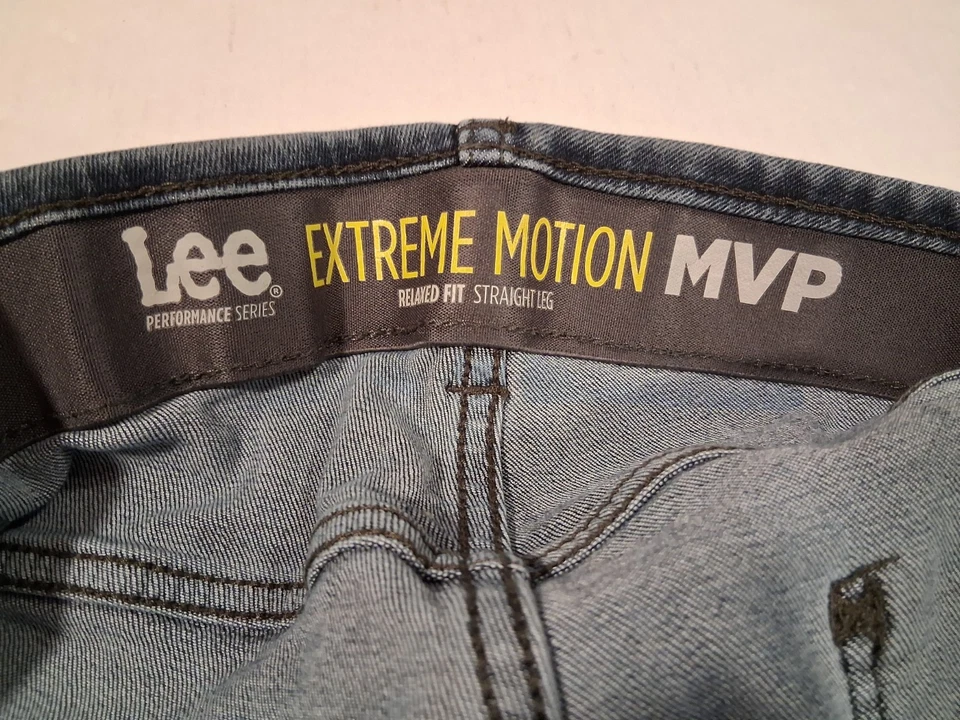 Lee® EXTREME MOTION MVP
PERFORMANCE SERIES RELAXED FIT STRAIGHT LEG